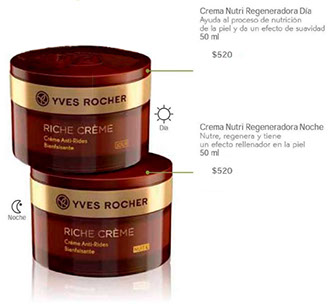 Crema Nutri Regeneradora Día
Ayuda al proceso de nutrición
de la piel y da un efecto de suavidad
50 ml
$520
YVES ROCHER
RICHE CRÈME
Crème Anti-Rides
Bienfaisante
Día
Crema Nutri Regeneradora Noche
Nutre, regenera y tiene
un efecto rellenador en la piel
50 ml
$520
YVES ROCHER
RICHE CRÈME
Crème Anti-Rides
Bienfaisante
Noche